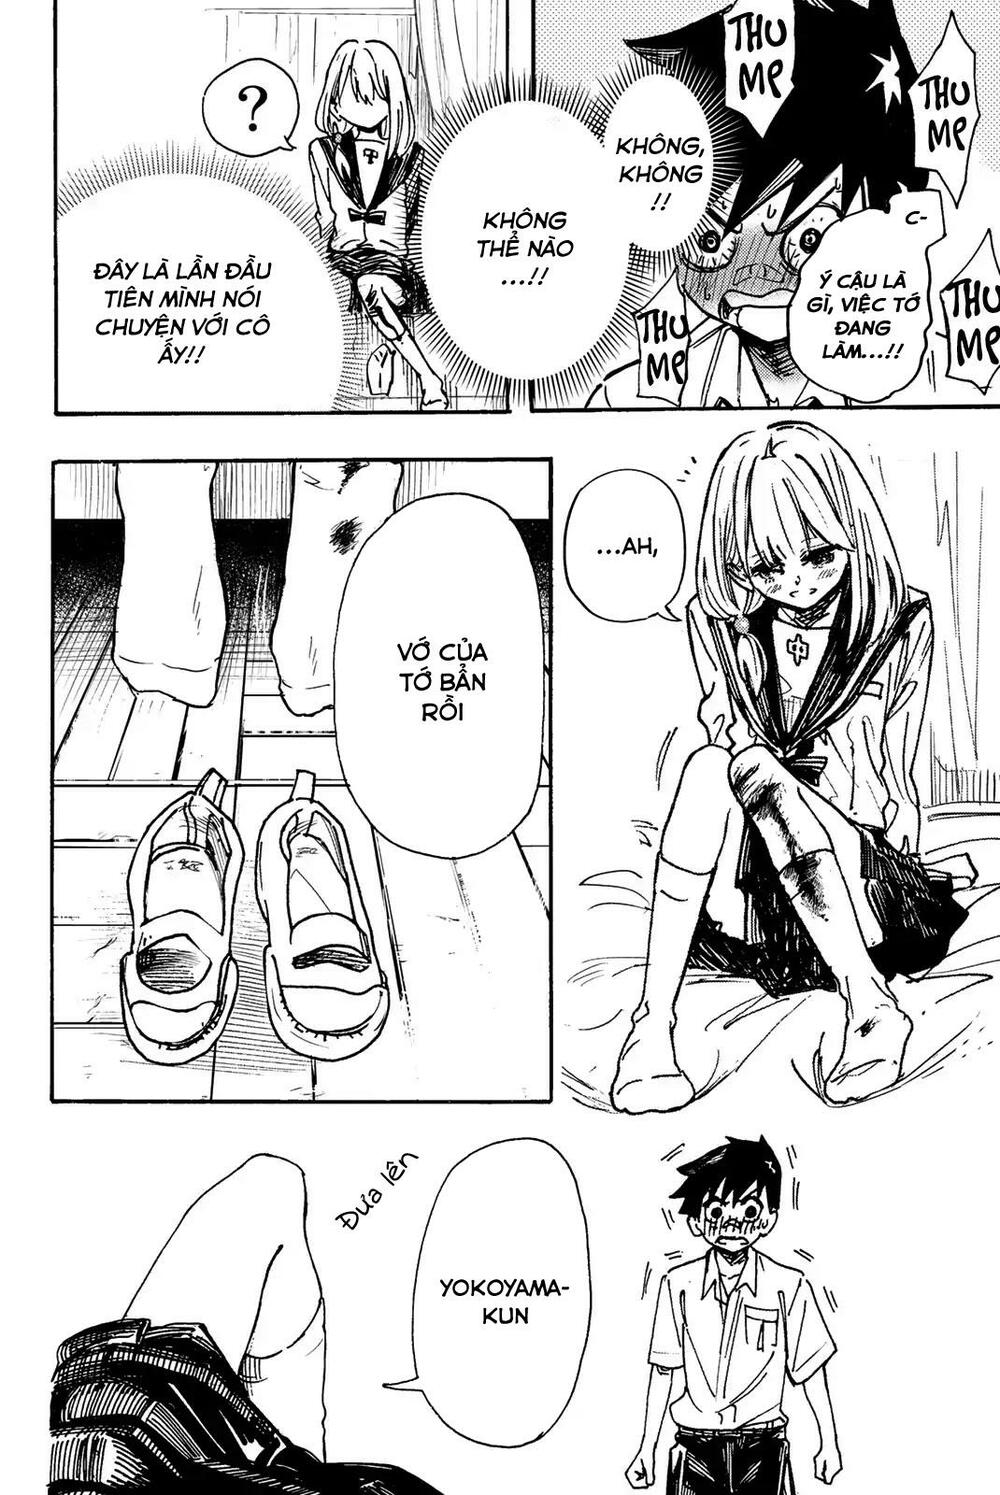 THU
MP
THU
MP
C-
Ý CẬU LÀ
GÌ, VIỆC TỚ
ĐANG
LÀM...!!
THU
MP
THU
MP
KHÔNG,
KHÔNG
!!
KHÔNG
THỂ NÀO
...!!
?
ĐÂY LÀ LẦN ĐẦU
TIÊN MÌNH NÓI
CHUYỆN VỚI CÔ
ẤY!!
...AH,
VỚ CỦA
TỚ BẨN
RỒI
YOKOYAMA-
KUN
Đưa lên